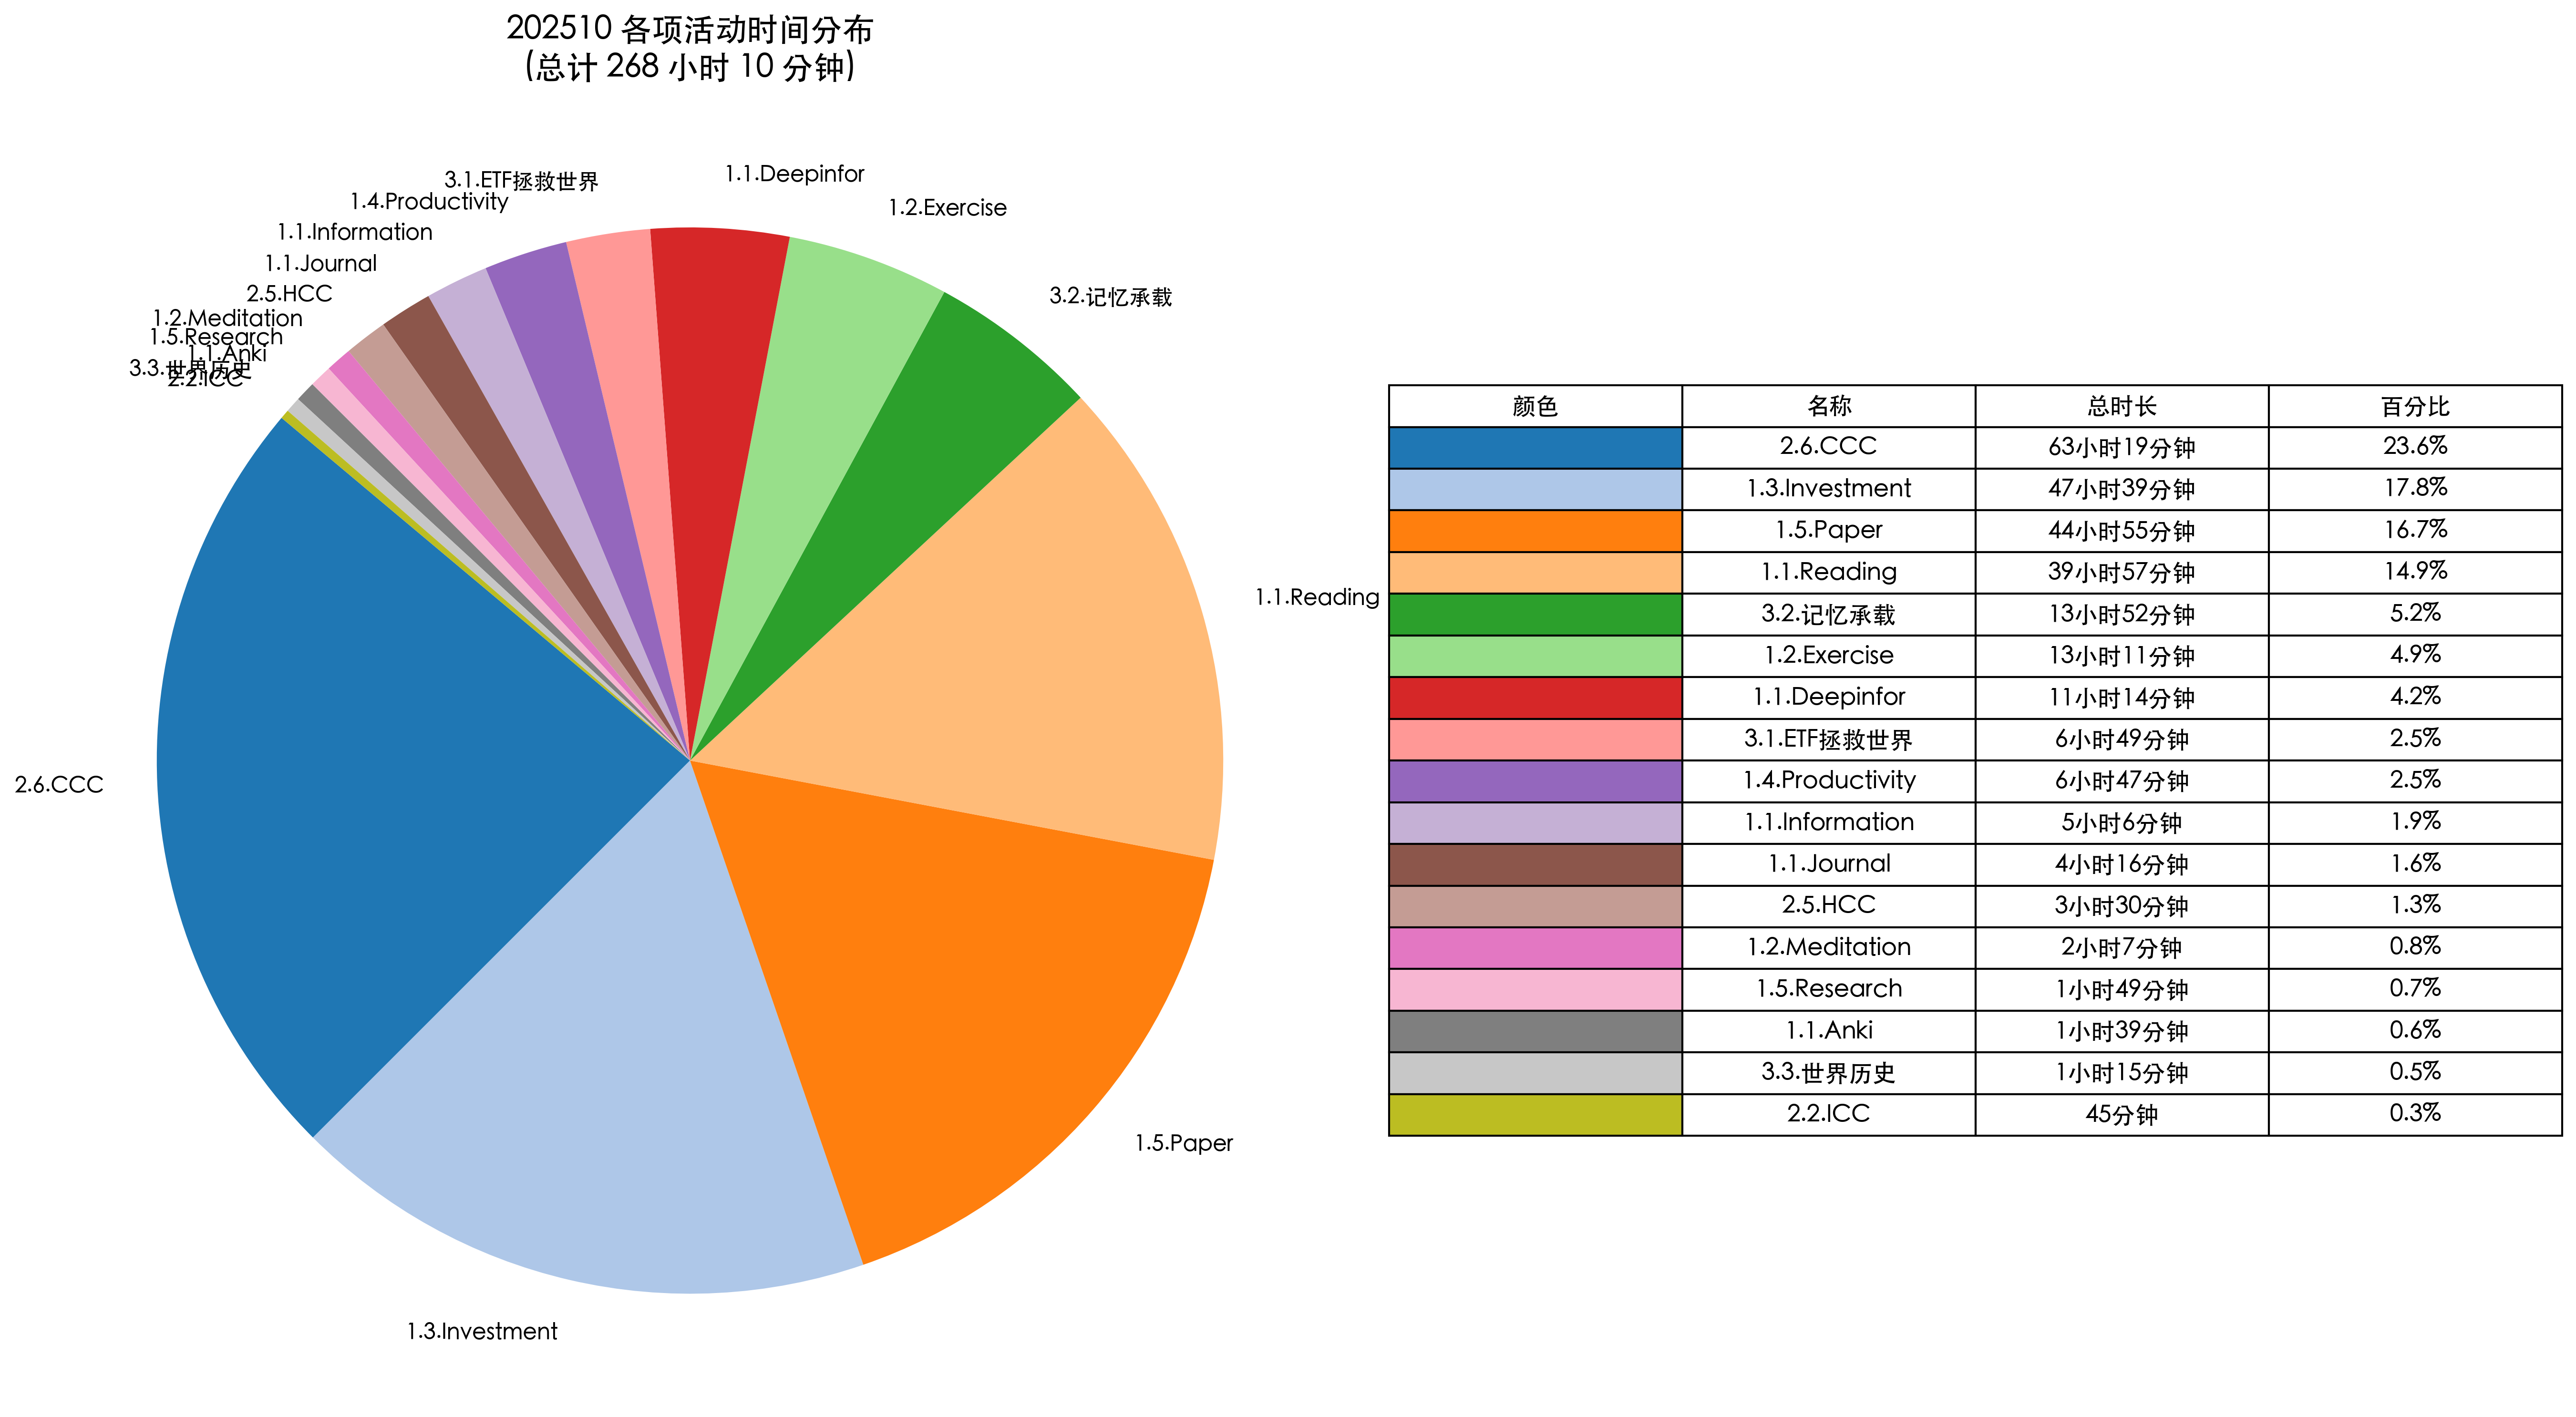 202510 各项活动时间分布
(总计 268 小时 10 分钟)
1.1.Deepinfor
3.1.ETF拯救世界
1.4.Productivity
1.2.Exercise
1.1.Information
1.1.Journal
2.5.HCC
3.2.记忆承载
1.2.Meditation
1.5.Research
1.1.Anki
3.3.世界历史
2.2.ICC
1.1.Reading
2.6.CCC
1.5.Paper
1.3.Investment
颜色 名称 总时长 百分比
2.6.CCC 63小时19分钟 23.6%
1.3.Investment 47小时39分钟 17.8%
1.5.Paper 44小时55分钟 16.7%
1.1.Reading 39小时57分钟 14.9%
3.2.记忆承载 13小时52分钟 5.2%
1.2.Exercise 13小时11分钟 4.9%
1.1.Deepinfor 11小时14分钟 4.2%
3.1.ETF拯救世界 6小时49分钟 2.5%
1.4.Productivity 6小时47分钟 2.5%
1.1.Information 5小时6分钟 1.9%
1.1.Journal 4小时16分钟 1.6%
2.5.HCC 3小时30分钟 1.3%
1.2.Meditation 2小时7分钟 0.8%
1.5.Research 1小时49分钟 0.7%
1.1.Anki 1小时39分钟 0.6%
3.3.世界历史 1小时15分钟 0.5%
2.2.ICC 45分钟 0.3%